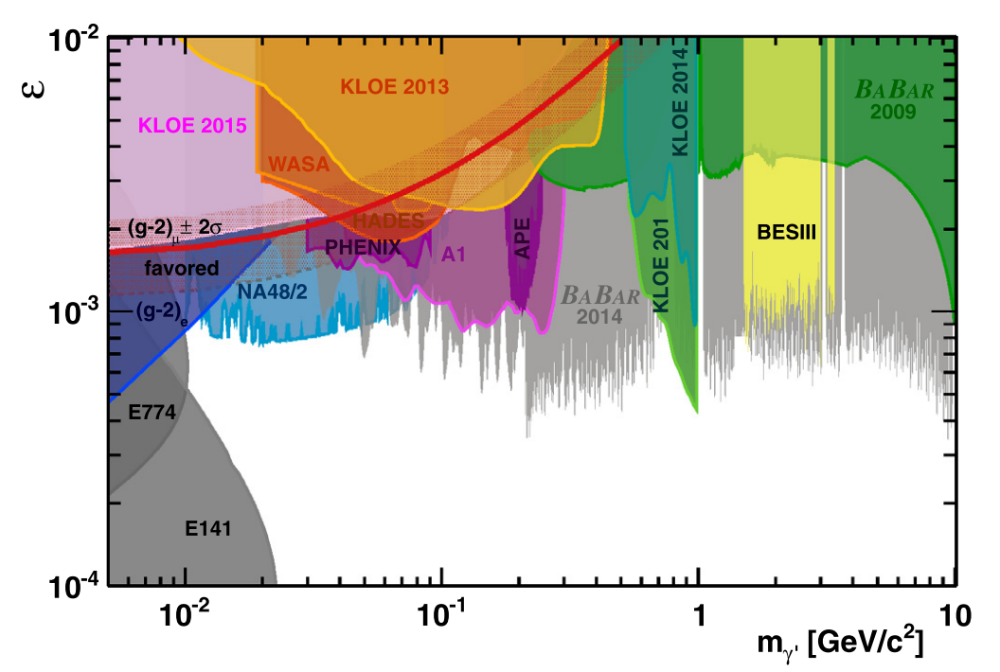 10-2
ε
KLOE 2013
KLOE 2014
BABAR
2009
KLOE 2015
WASA
HADES
(g-2)μ ± 2σ
favored
PHENIX
A1
APE
KLOE 201
BESIII
NA48/2
BABAR
2014
10-3
(g-2)e
E774
E141
10-4
10-2
10-1
1
10
mγ' [GeV/c2]